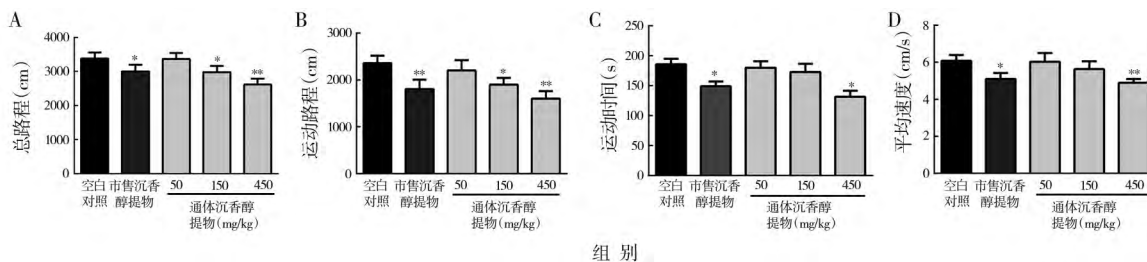 A
总路程(cm)
4000
3000
2000
1000
0
*
*
**
空白
对照
市售沉香
醇提物
50
150
450
通体沉香醇
提物(mg/kg)
B
运动路程(cm)
3000
2000
1000
0
**
*
**
空白
对照
市售沉香
醇提物
50
150
450
通体沉香醇
提物(mg/kg)
C
运动时间(s)
250
200
150
100
50
0
*
*
空白
对照
市售沉香
醇提物
50
150
450
通体沉香醇
提物(mg/kg)
D
平均速度(cm/s)
8
6
4
2
0
*
**
空白
对照
市售沉香
醇提物
50
150
450
通体沉香醇
提物(mg/kg)
组 别